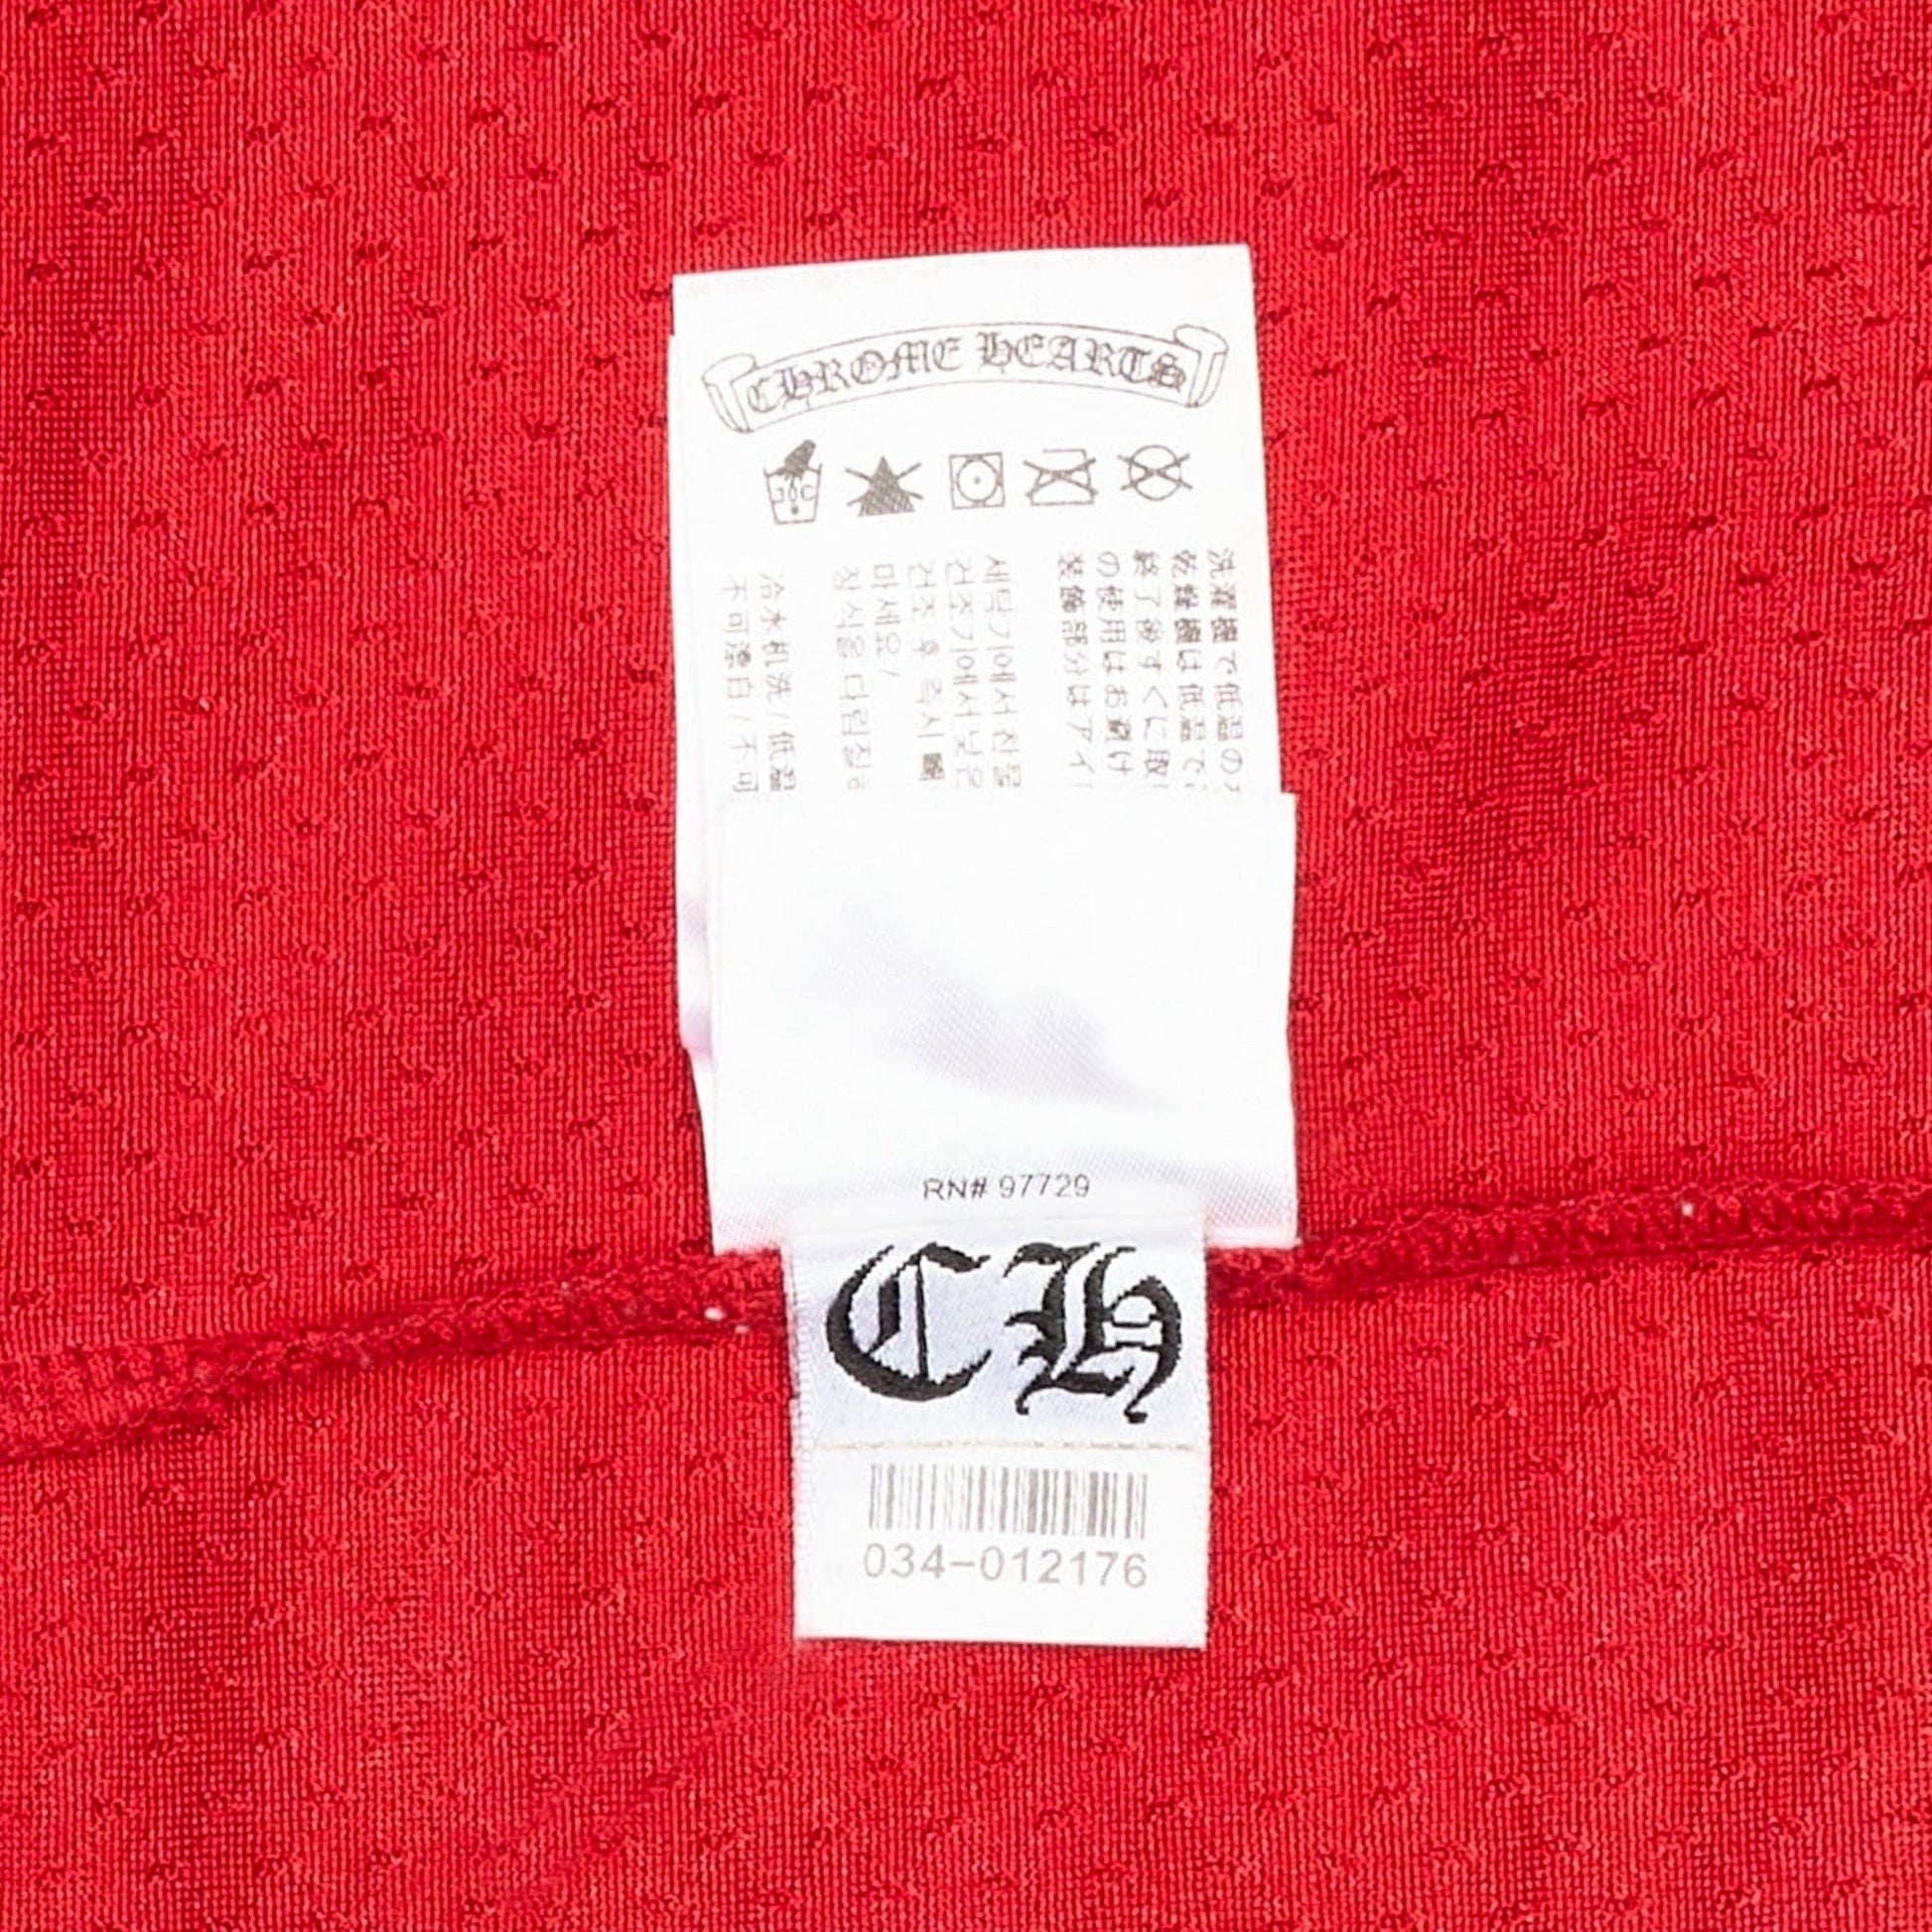 CHROME HEARTS
30°C
洗濯機で低温の
乾燥機は低温で
終了後すぐに取
の使用はお避け
装飾部分はアイ
세탁기에서 찬물
건조기에서 낮은
건조 후 즉시
마세요/
장식을 다림질
冷水机洗/低温
不可漂白/不可
RN# 97729
CH
034-012176